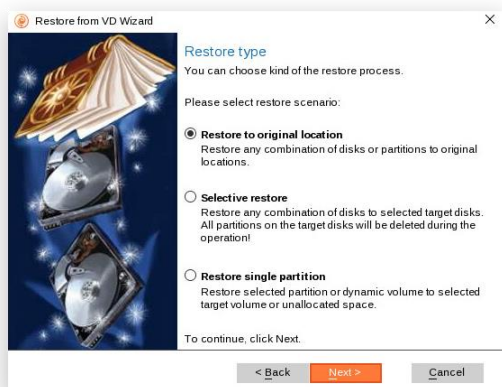 Restore from VD Wizard
Restore type
You can choose kind of the restore process.
Please select restore scenario:
Restore to original location
Restore any combination of disks or partitions to original
locations.
Selective restore
Restore any combination of disks to selected target disks.
All partitions on the target disks will be deleted during the
operation!
Restore single partition
Restore selected partition or dynamic volume to selected
target volume or unallocated space.
To continue, click Next.
< Back Next > Cancel